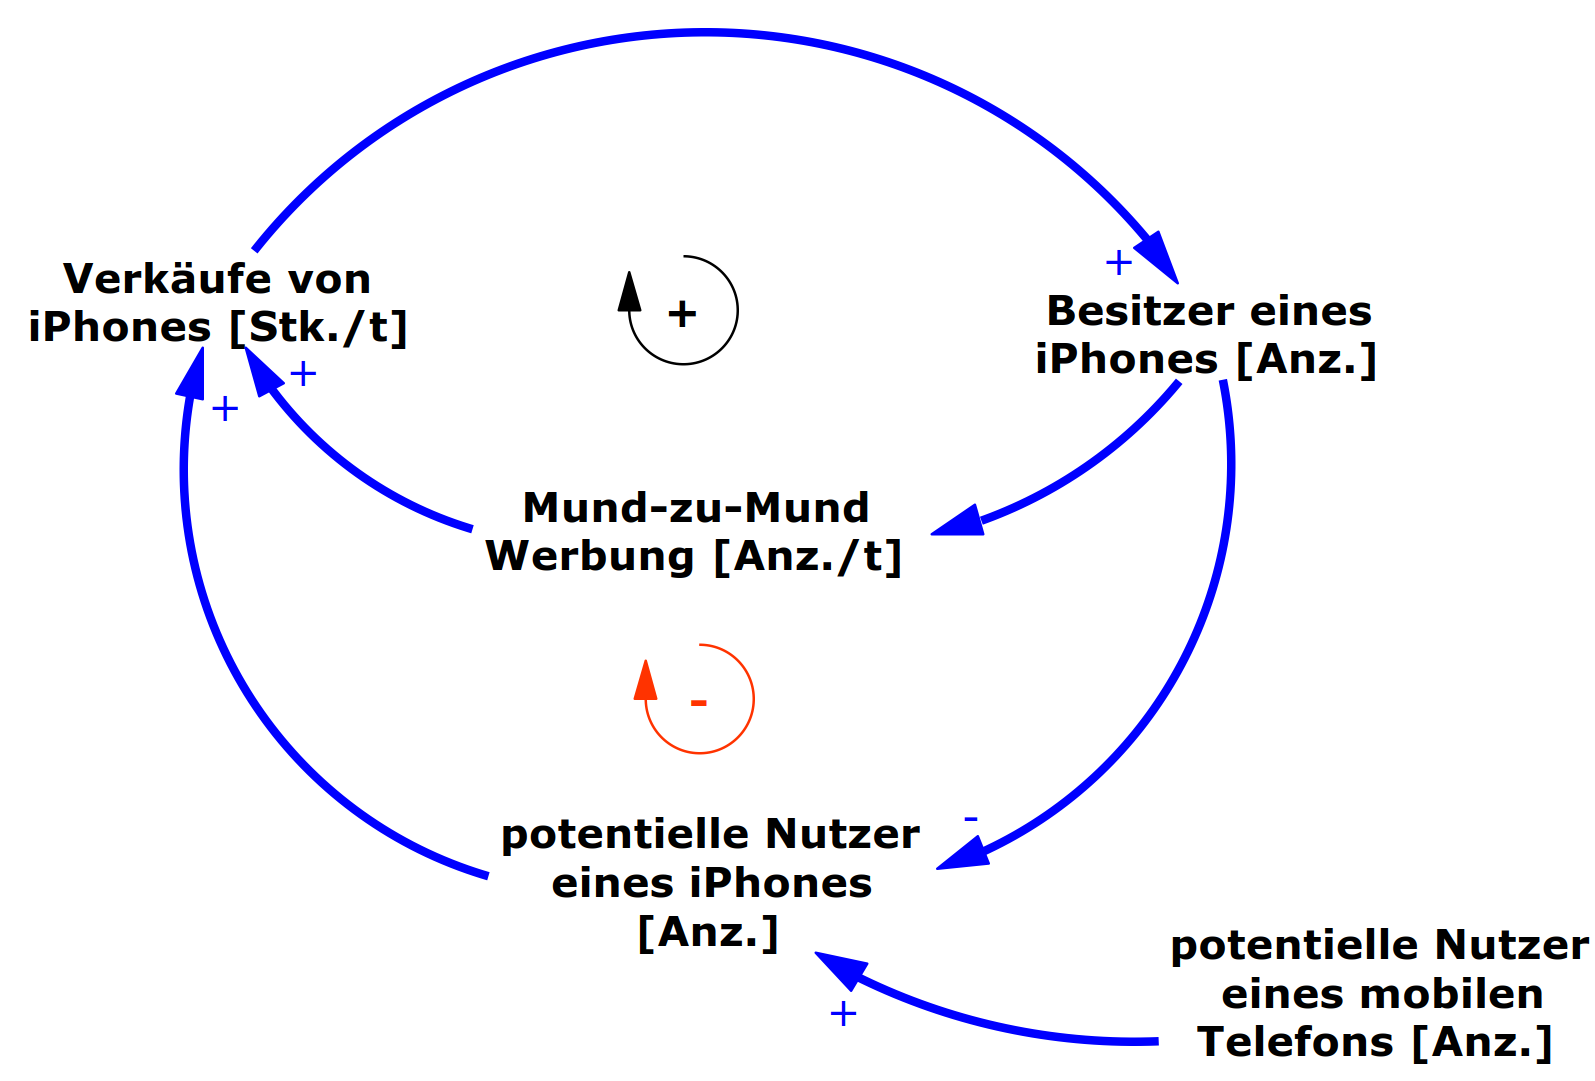 +
Verkäufe von
iPhones [Stk./t]
+
+
+
Besitzer eines
iPhones [Anz.]
Mund-zu-Mund
Werbung [Anz./t]
-
potentielle Nutzer
eines iPhones
[Anz.]
-
+
potentielle Nutzer
eines mobilen
Telefons [Anz.]